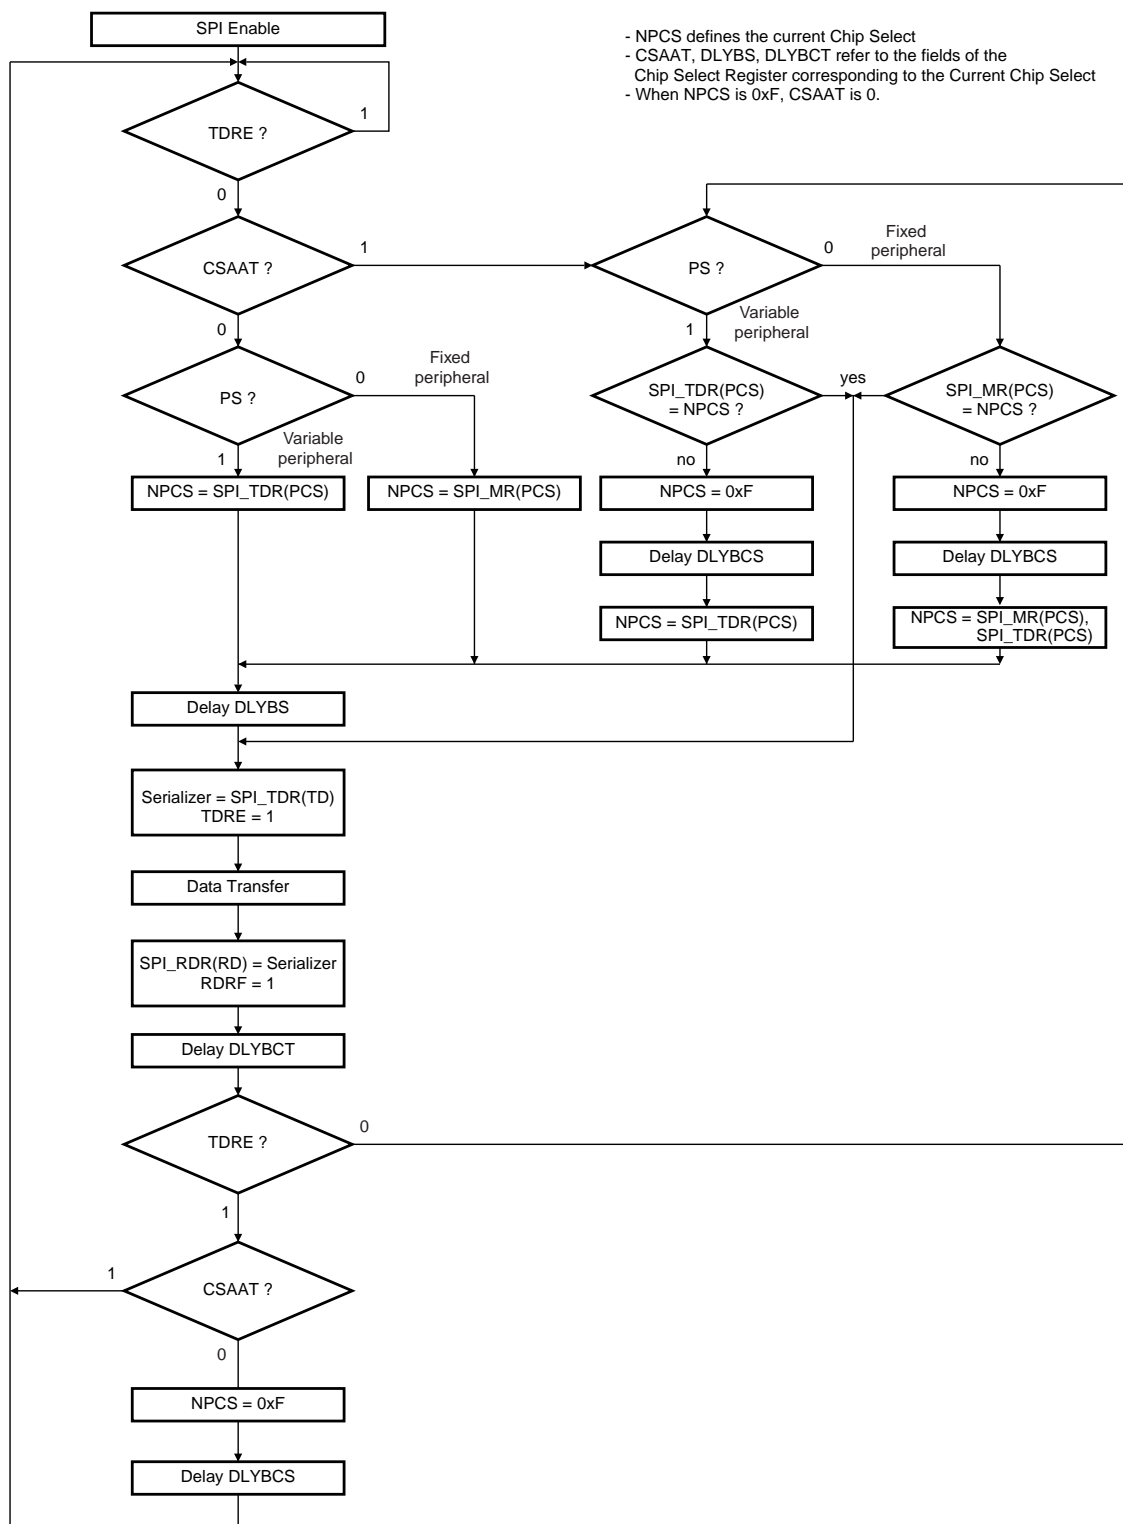 SPI Enable
- NPCS defines the current Chip Select
- CSAAT, DLYBS, DLYBCT refer to the fields of the
Chip Select Register corresponding to the Current Chip Select
- When NPCS is 0xF, CSAAT is 0.
1
TDRE ?
0
CSAAT ?
1
PS ?
0
Fixed
peripheral
0
1
Variable
peripheral
PS ?
0
Fixed
peripheral
SPI_TDR(PCS)
= NPCS ?
yes
SPI_MR(PCS)
= NPCS ?
1
Variable
peripheral
no
no
NPCS = SPI_TDR(PCS)
NPCS = SPI_MR(PCS)
NPCS = 0xF
NPCS = 0xF
Delay DLYBCS
Delay DLYBCS
NPCS = SPI_TDR(PCS)
NPCS = SPI_MR(PCS),
SPI_TDR(PCS)
Delay DLYBS
Serializer = SPI_TDR(TD)
TDRE = 1
Data Transfer
SPI_RDR(RD) = Serializer
RDRF = 1
Delay DLYBCT
TDRE ?
0
1
CSAAT ?
1
0
NPCS = 0xF
Delay DLYBCS